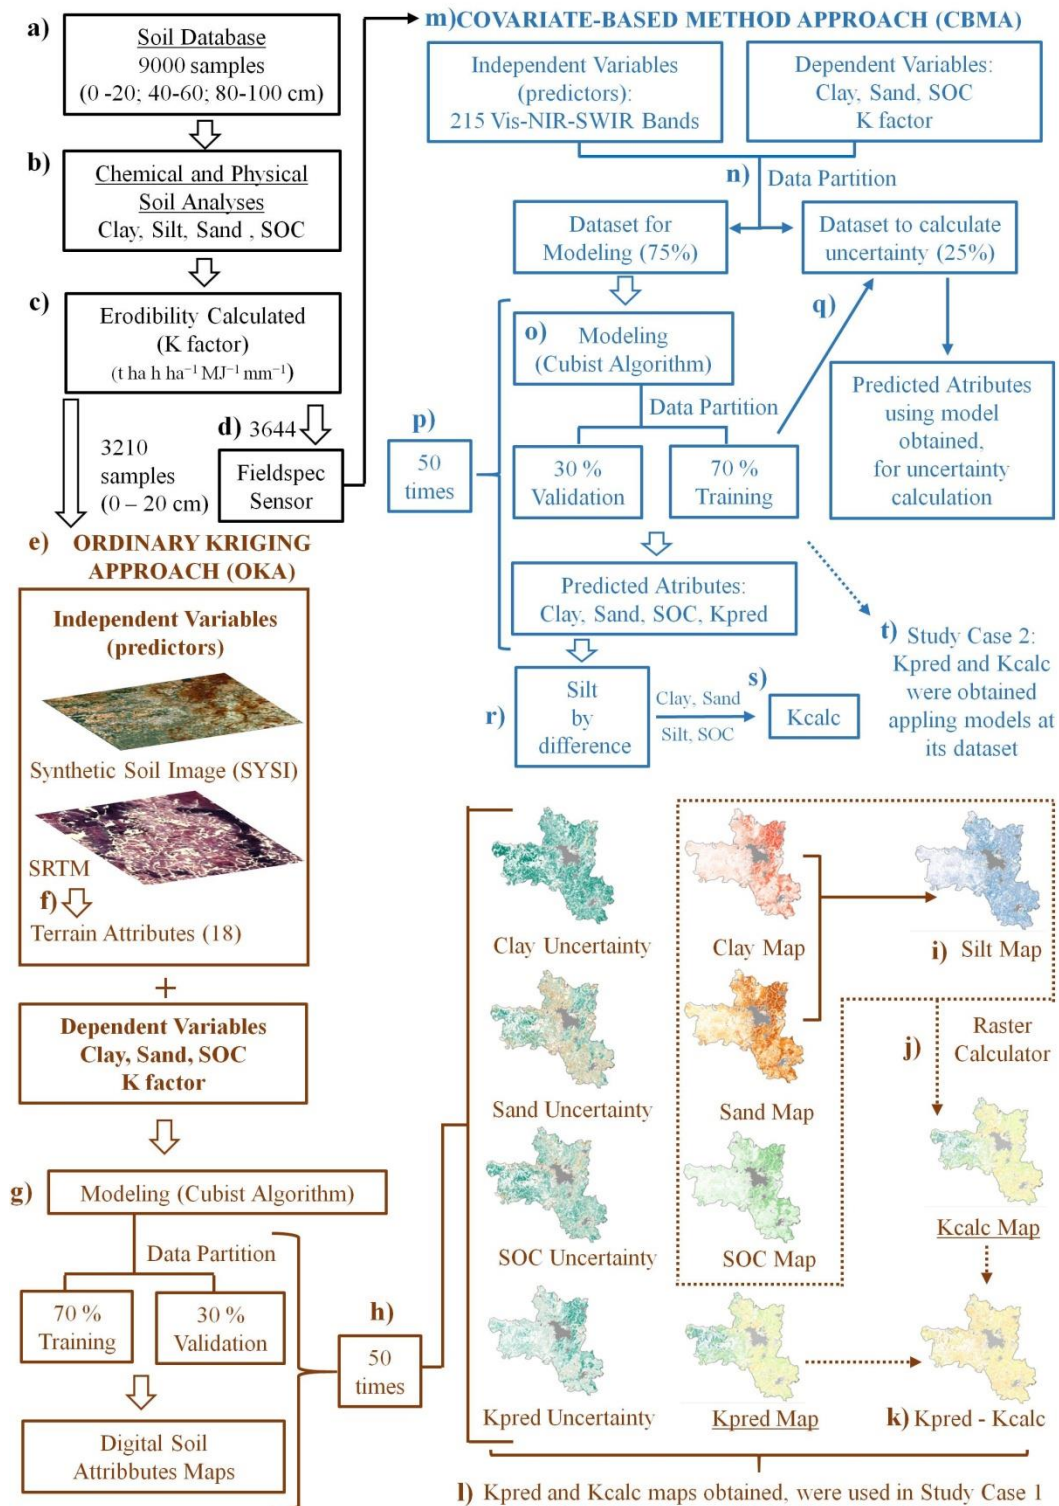 a)
Soil Database
9000 samples
(0 -20; 40-60; 80-100 cm)
b)
Chemical and Physical
Soil Analyses
Clay, Silt, Sand , SOC
c)
Erodibility Calculated
(K factor)
(t ha h ha⁻¹ MJ⁻¹ mm⁻¹)
3210
samples
(0 – 20 cm)
d) 3644
Fieldspec
Sensor
e) ORDINARY KRIGING
APPROACH (OKA)
Independent Variables
(predictors)
Synthetic Soil Image (SYSI)
SRTM
f)
Terrain Attributes (18)
+
Dependent Variables
Clay, Sand, SOC
K factor
g) Modeling (Cubist Algorithm)
Data Partition
70 %
Training
30 %
Validation
Digital Soil
Attribbutes Maps
h)
50
times
m)COVARIATE-BASED METHOD APPROACH (CBMA)
Independent Variables
(predictors):
215 Vis-NIR-SWIR Bands
Dependent Variables:
Clay, Sand, SOC
K factor
n) Data Partition
Dataset for
Modeling (75%)
Dataset to calculate
uncertainty (25%)
o)
Modeling
(Cubist Algorithm)
Data Partition
p)
50
times
30 %
Validation
70 %
Training
q)
Predicted Atributes
using model
obtained,
for uncertainty
calculation
Predicted Atributes:
Clay, Sand, SOC, Kpred
r)
Silt
by
difference
Clay, Sand
Silt, SOC
s)
Kcalc
t) Study Case 2:
Kpred and Kcalc
were obtained
appling models at
its dataset
Clay Uncertainty
Clay Map
i) Silt Map
Sand Uncertainty
Sand Map
j) Raster
Calculator
SOC Uncertainty
SOC Map
Kcalc Map
Kpred Uncertainty
Kpred Map
k) Kpred - Kcalc
l) Kpred and Kcalc maps obtained, were used in Study Case 1